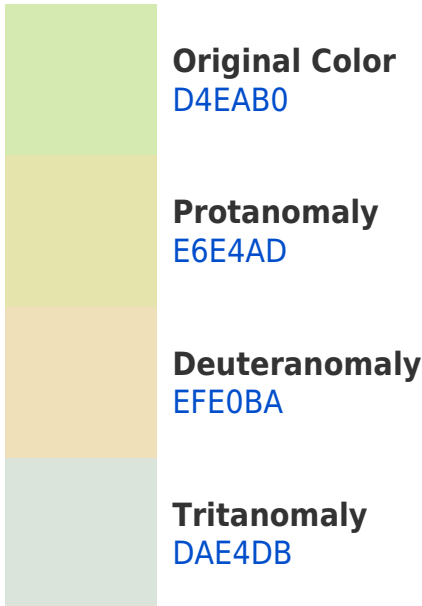 Original Color
D4EAB0
Protanomaly
E6E4AD
Deuteranomaly
EFE0BA
Tritanomaly
DAE4DB